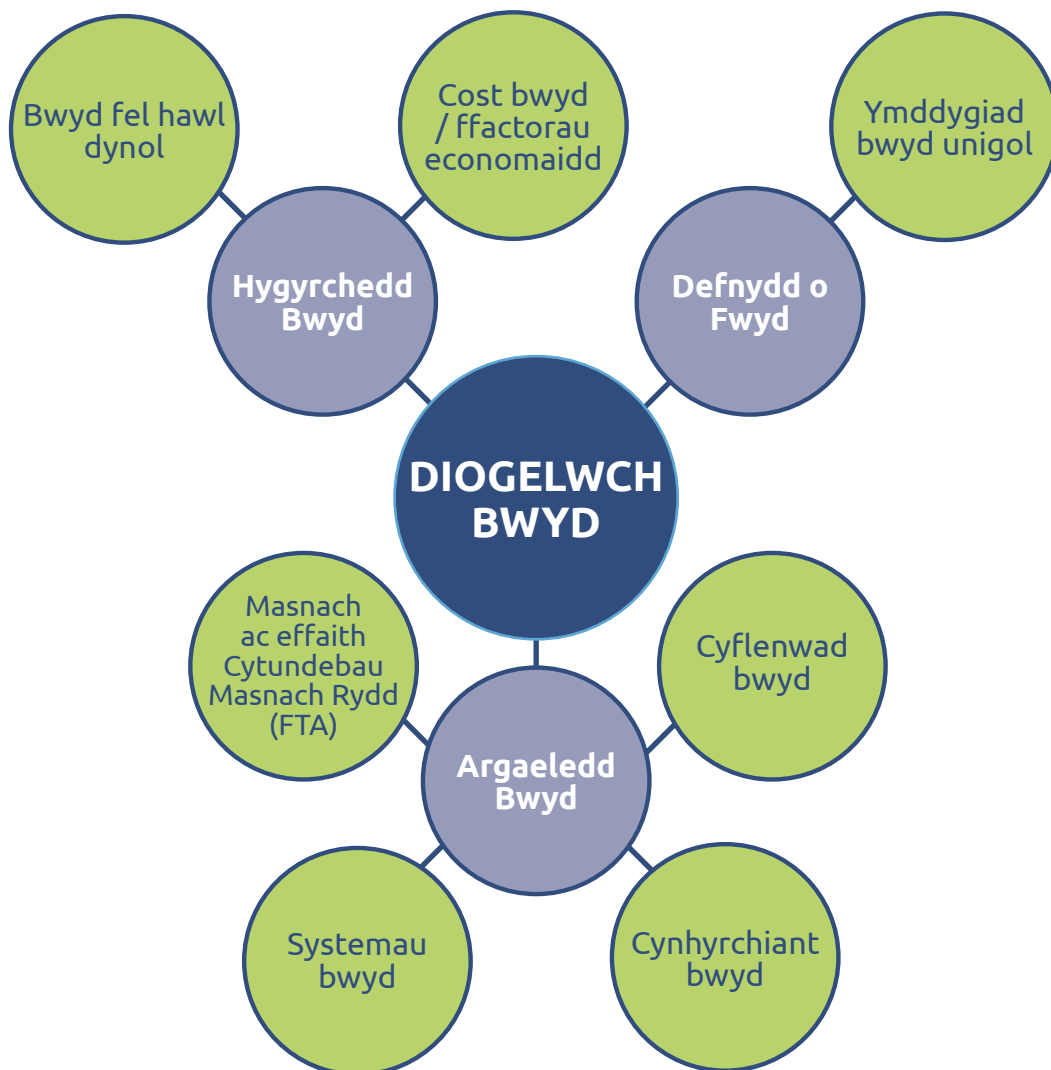 Bwyd fel hawl
dynol
Cost bwyd
/ ffactorau
economaidd
Ymddygiad
bwyd unigol
Hygyrchedd
Bwyd
Defnydd o
Fwyd
DIOGELWCH
BWYD
Masnach
ac effaith
Cytundebau
Masnach Rydd
(FTA)
Cyflenwad
bwyd
Argaeledd
Bwyd
Systemau
bwyd
Cynhyrchiant
bwyd